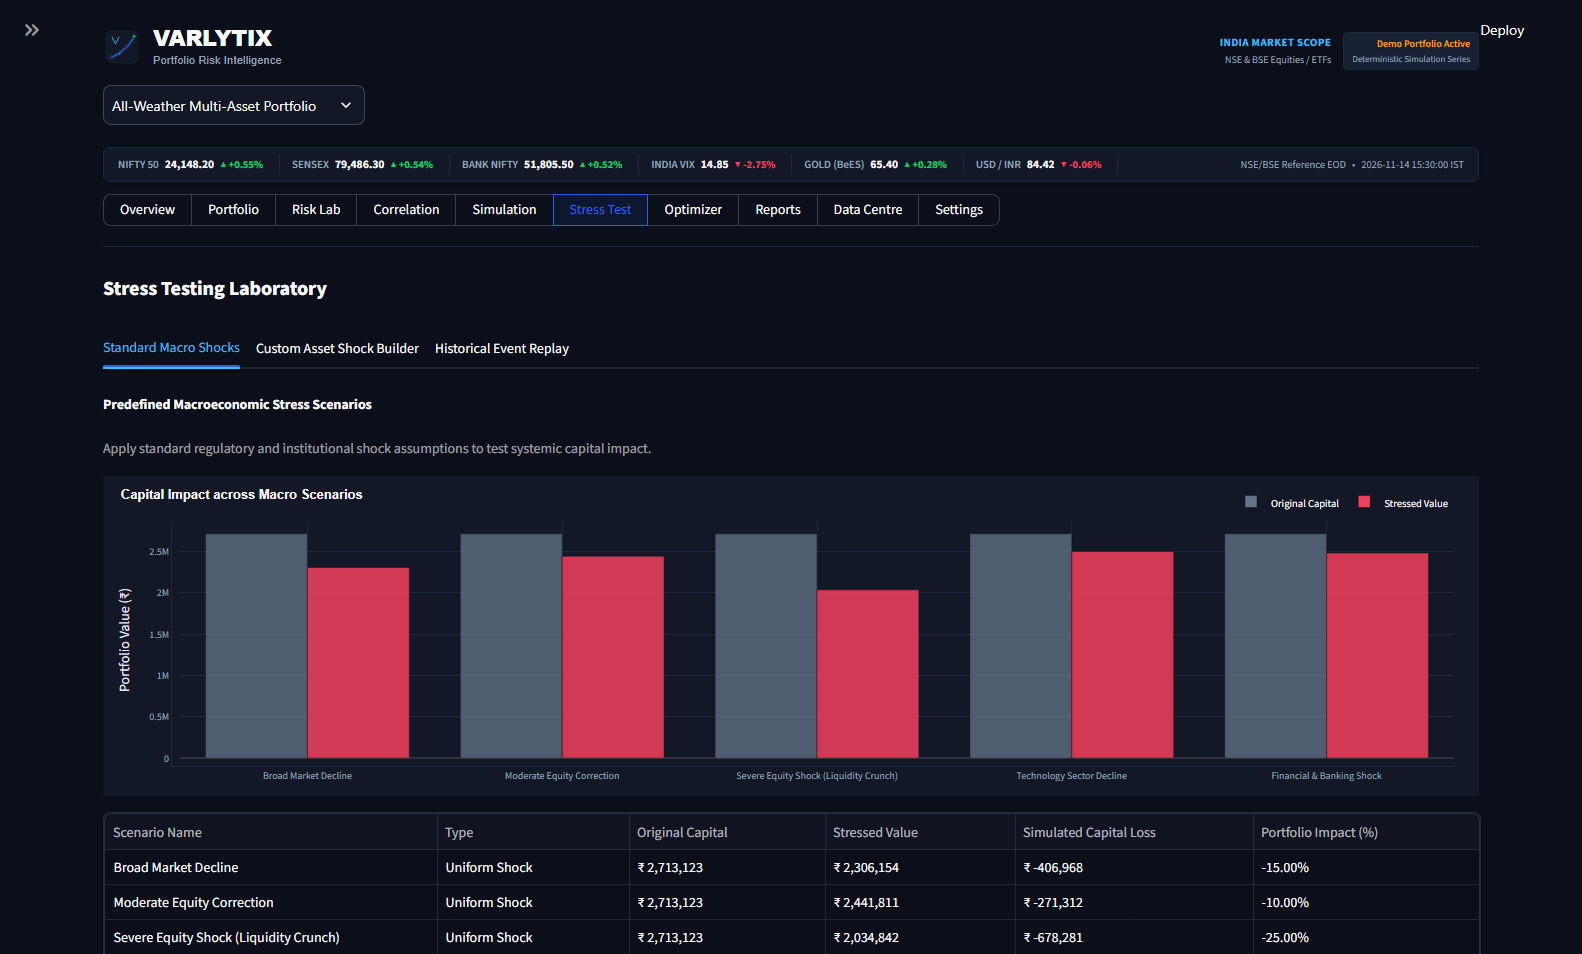 VARLYTIX
Portfolio Risk Intelligence
INDIA MARKET SCOPE
NSE & BSE Equities / ETFs
Demo Portfolio Active
Deterministic Simulation Series
Deploy
All-Weather Multi-Asset Portfolio
NIFTY 50 24,148.20 ▲ +0.55% SENSEX 79,486.30 ▲ +0.54% BANK NIFTY 51,805.50 ▲ +0.52% INDIA VIX 14.85 ▼ -2.75% GOLD (BeES) 65.40 ▲ +0.28% USD / INR 84.42 ▼ -0.06% NSE/BSE Reference EOD • 2026-11-14 15:30:00 IST
Overview Portfolio Risk Lab Correlation Simulation Stress Test Optimizer Reports Data Centre Settings
Stress Testing Laboratory
Standard Macro Shocks Custom Asset Shock Builder Historical Event Replay
Predefined Macroeconomic Stress Scenarios
Apply standard regulatory and institutional shock assumptions to test systemic capital impact.
Capital Impact across Macro Scenarios
Original Capital Stressed Value
Portfolio Value (₹)
2.5M
2M
1.5M
1M
0.5M
0
Broad Market Decline Moderate Equity Correction Severe Equity Shock (Liquidity Crunch) Technology Sector Decline Financial & Banking Shock
Scenario Name Type Original Capital Stressed Value Simulated Capital Loss Portfolio Impact (%)
Broad Market Decline Uniform Shock ₹ 2,713,123 ₹ 2,306,154 ₹ -406,968 -15.00%
Moderate Equity Correction Uniform Shock ₹ 2,713,123 ₹ 2,441,811 ₹ -271,312 -10.00%
Severe Equity Shock (Liquidity Crunch) Uniform Shock ₹ 2,713,123 ₹ 2,034,842 ₹ -678,281 -25.00%